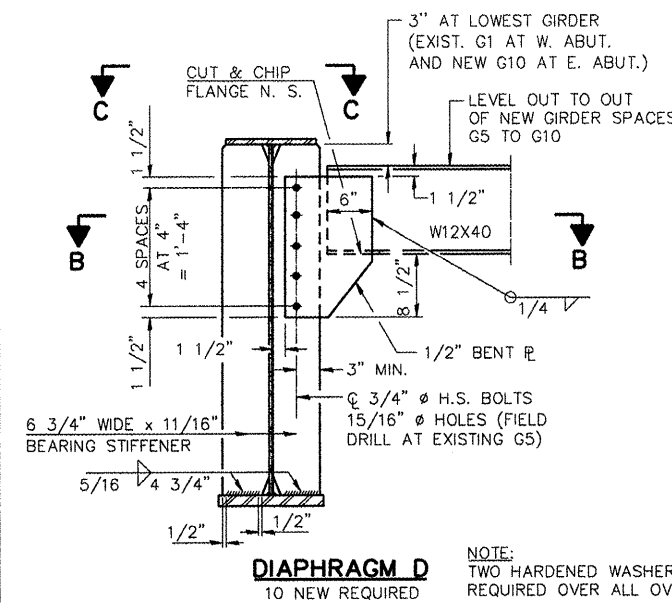 3" AT LOWEST GIRDER
(EXIST. G1 AT W. ABUT.
AND NEW G10 AT E. ABUT.)
CUT & CHIP
FLANGE N. S.
C
C
LEVEL OUT TO OUT
OF NEW GIRDER SPACES
G5 TO G10
1 1/2"
1 1/2"
6"
W12X40
B
B
4 SPACES
AT 4"
= 1'-4"
8 1/2"
1/4
1 1/2"
1 1/2"
1/2" BENT PL
3" MIN.
CL 3/4" ø H.S. BOLTS
15/16" ø HOLES (FIELD
DRILL AT EXISTING G5)
6 3/4" WIDE x 11/16"
BEARING STIFFENER
5/16
4 3/4"
1/2"
1/2"
DIAPHRAGM D
10 NEW REQUIRED
NOTE:
TWO HARDENED WASHER
REQUIRED OVER ALL OV